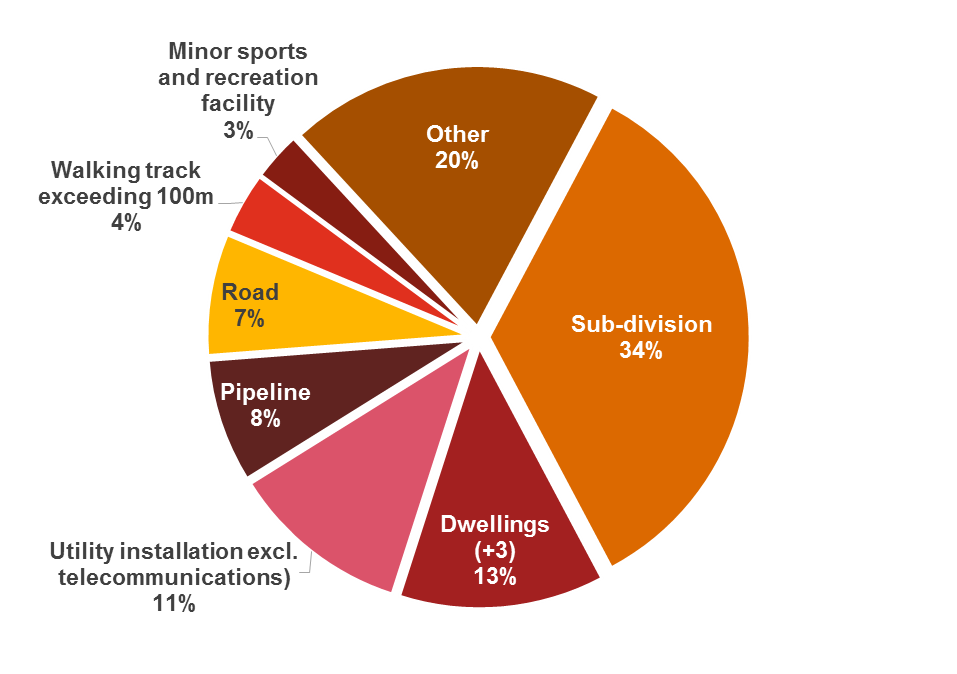 Minor sports
and recreation
facility
3%
Other
20%
Walking track
exceeding 100m
4%
Road
7%
Sub-division
34%
Pipeline
8%
Dwellings
(+3)
13%
Utility installation excl.
telecommunications)
11%